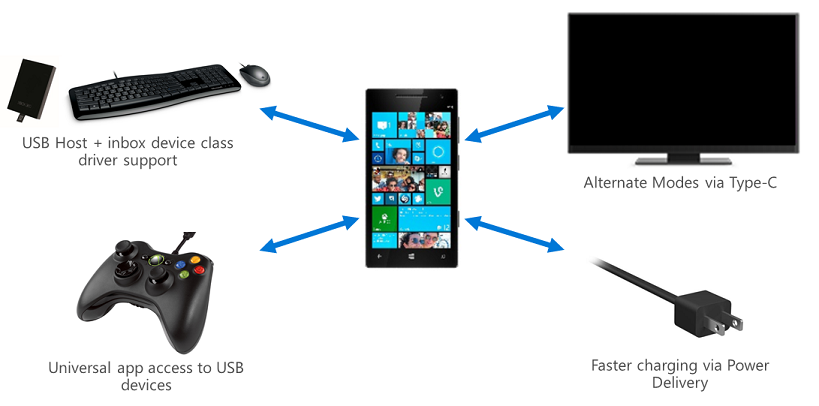 USB Host + inbox device class
driver support
Alternate Modes via Type-C
Universal app access to USB
devices
Faster charging via Power
Delivery